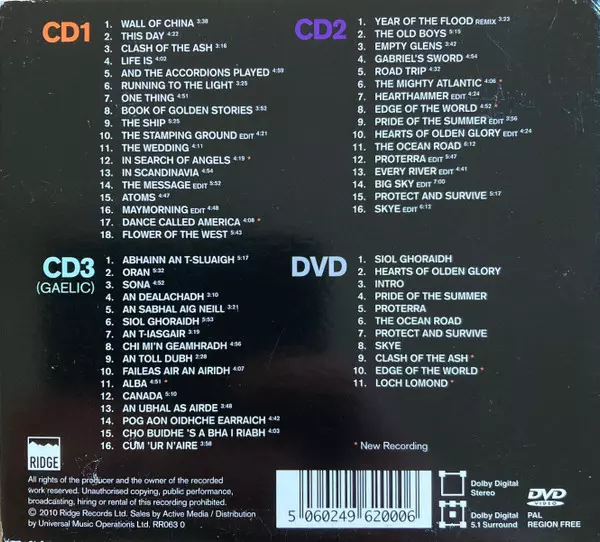 CD1
1. WALL OF CHINA 3:38
2. THIS DAY 4:22
3. CLASH OF THE ASH 3:16
4. LIFE IS 4:02
5. AND THE ACCORDIONS PLAYED 4:59
6. RUNNING TO THE LIGHT 3:25
7. ONE THING 4:51
8. BOOK OF GOLDEN STORIES 3:52
9. THE SHIP 5:25
10. THE STAMPING GROUND EDIT 4:21
11. THE WEDDING 4:11
12. IN SEARCH OF ANGELS 4:19 *
13. IN SCANDINAVIA 4:54
14. THE MESSAGE EDIT 5:52
15. ATOMS 4:47
16. MAYMORNING EDIT 4:48
17. DANCE CALLED AMERICA 4:08 *
18. FLOWER OF THE WEST 5:43
CD2
1. YEAR OF THE FLOOD REMIX 3:23
2. THE OLD BOYS 5:15
3. EMPTY GLENS 3:42
4. GABRIEL'S SWORD 4:54
5. ROAD TRIP 4:32
6. THE MIGHTY ATLANTIC 4:06 *
7. HEARTHAMMER EDIT 4:24
8. EDGE OF THE WORLD 4:52 *
9. PRIDE OF THE SUMMER EDIT 3:56
10. HEARTS OF OLDEN GLORY EDIT 4:24
11. THE OCEAN ROAD 6:12
12. PROTERRA EDIT 5:47
13. EVERY RIVER EDIT 4:41
14. BIG SKY EDIT 7:00
15. PROTECT AND SURVIVE 5:17
16. SKYE EDIT 6:12
CD3
(GAELIC)
1. ABHAINN AN T-SLUAIGH 5:17
2. ORAN 5:32
3. SONA 4:52
4. AN DEALACHADH 3:10
5. AN SABHAL AIG NEILL 3:21
6. SIOL GHORAIDH 5:53
7. AN T-IASGAIR 3:19
8. CHI MI'N GEAMHRADH 4:56
9. AN TOLL DUBH 2:28
10. FAILEAS AIR AN AIRIDH 4:07
11. ALBA 4:51 *
12. CANADA 5:10
13. AN UBHAL AS AIRDE 3:48
14. POG AON OIDHCHE EARRAICH 4:42
15. CHO BUIDHE 'S A BHA I RIABH 4:03
16. CUM 'UR N'AIRE 3:58
DVD
1. SIOL GHORAIDH
2. HEARTS OF OLDEN GLORY
3. INTRO
4. PRIDE OF THE SUMMER
5. PROTERRA
6. THE OCEAN ROAD
7. PROTECT AND SURVIVE
8. SKYE
9. CLASH OF THE ASH *
10. EDGE OF THE WORLD *
11. LOCH LOMOND *
* New Recording
RIDGE
All rights of the producer and the owner of the recorded
work reserved. Unauthorised copying, public performance,
broadcasting, hiring or rental of this recording prohibited.
© 2010 Ridge Records Ltd. Sales by Active Media / Distribution
by Universal Music Operations Ltd. RR063 0
5 060249 620006
Dolby Digital
Stereo
Dolby Digital
5.1 Surround
DVD
VIDEO
PAL
REGION FREE